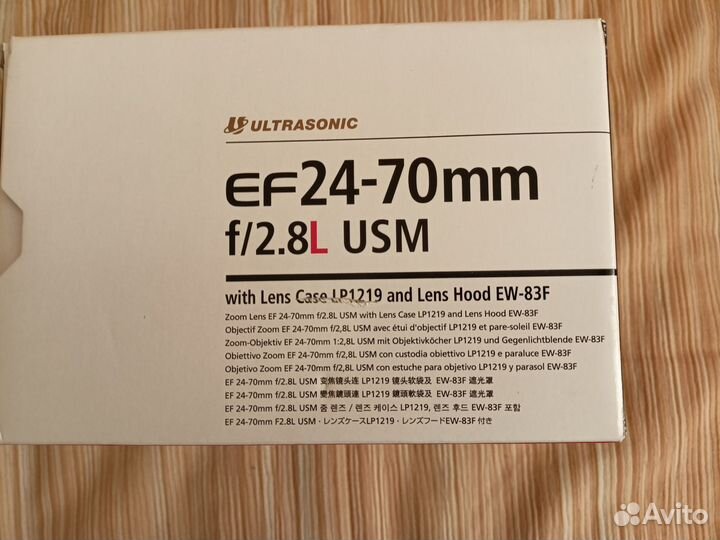 ULTRASONIC
EF24-70mm
f/2.8L USM
with Lens Case LP1219 and Lens Hood EW-83F
Zoom Lens EF 24-70mm f/2.8L USM with Lens Case LP1219 and Lens Hood EW-83F
Objectif Zoom EF 24-70mm f/2,8L USM avec étui d'objectif LP1219 et pare-soleil EW-83F
Zoom-Objektiv EF 24-70mm 1:2,8L USM mit Objektivköcher LP1219 und Gegenlichtblende EW-83F
Obiettivo Zoom EF 24-70mm f/2,8L USM con custodia obiettivo LP1219 e paraluce EW-83F
Objetivo Zoom EF 24-70mm f/2,8L USM con estuche para objetivo LP1219 y parasol EW-83F
EF 24-70mm f/2.8L USM 变焦镜头连 LP1219 镜头软袋及 EW-83F 遮光罩
EF 24-70mm f/2.8L USM 變焦鏡頭連 LP1219 鏡頭軟袋及 EW-83F 遮光罩
EF 24-70mm f/2.8L USM 줌 렌즈 / 렌즈 케이스 LP1219, 렌즈 후드 EW-83F 포함
EF 24-70mm F2.8L USM・レンズケースLP1219・レンズフードEW-83F 付き
Avito